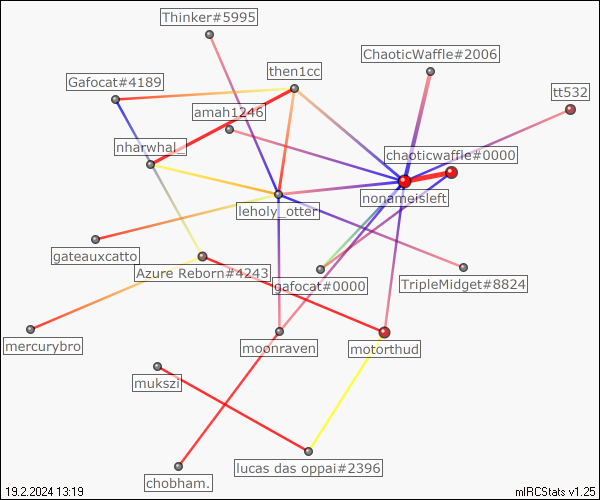 Thinker#5995
ChaoticWaffle#2006
then1cc
Gafocat#4189
tt532
amah1246
nharwhal_
chaoticwaffle#0000
nonameisleft
leholy_otter
gateauxcatto
Azure Reborn#4243
gafocat#0000
TripleMidget#8824
mercurybro
moonraven
motorthud
mukszi
lucas das oppai#2396
chobham.
19.2.2024 13:19
mIRCStats v1.25